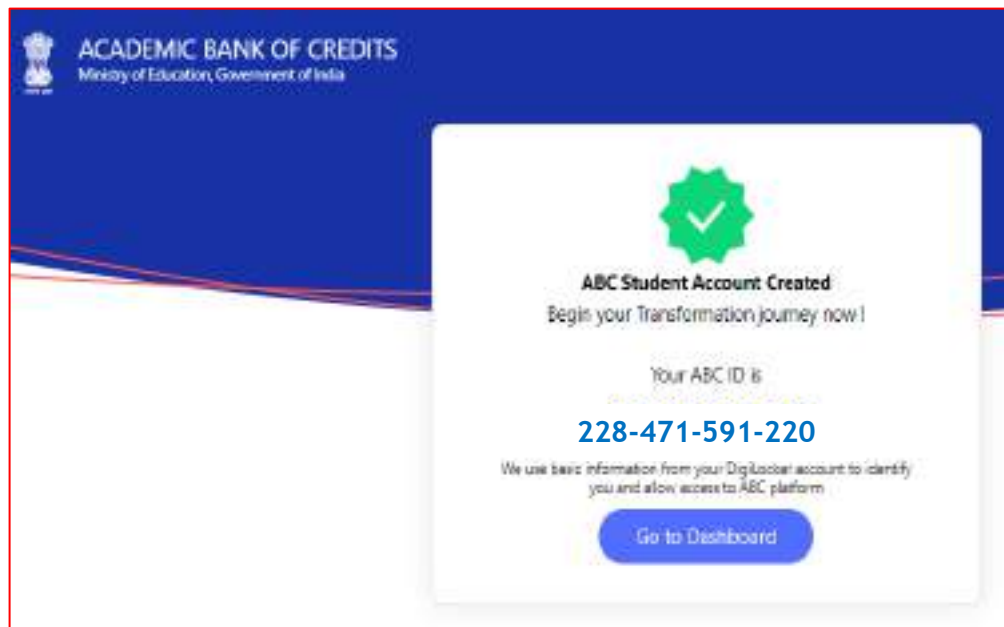 ACADEMIC BANK OF CREDITS
Ministry of Education, Government of India
ABC Student Account Created
Begin your Transformation journey now !
Your ABC ID is
228-471-591-220
We use basic information from your DigiLocker account to identify
you and allow access to ABC platform
Go to Dashboard